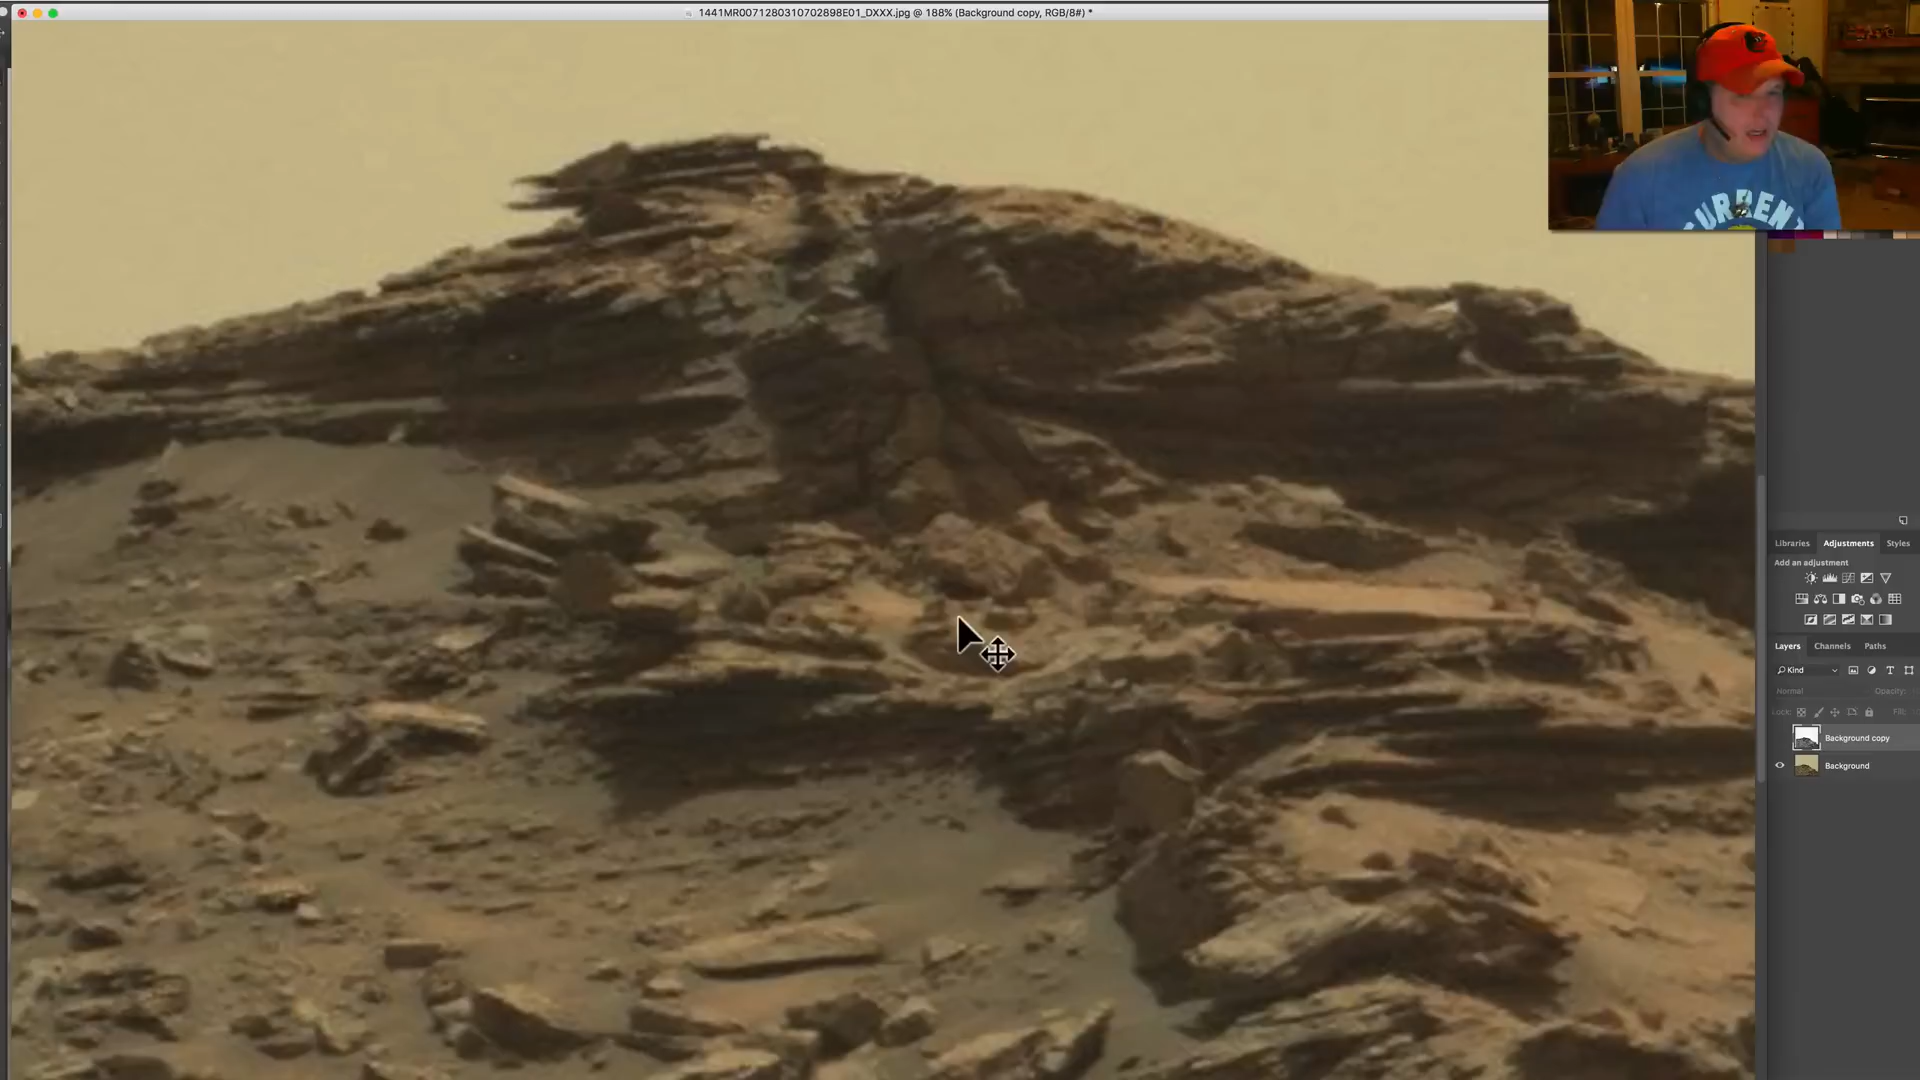 1441MR0071280310702898E01_DXXX.jpg @ 188% (Background copy, RGB/8#) *
URRENT
Libraries
Adjustments
Styles
Add an adjustment
Layers
Channels
Paths
Kind
Normal
Opacity:
Lock:
Fill:
Background copy
Background